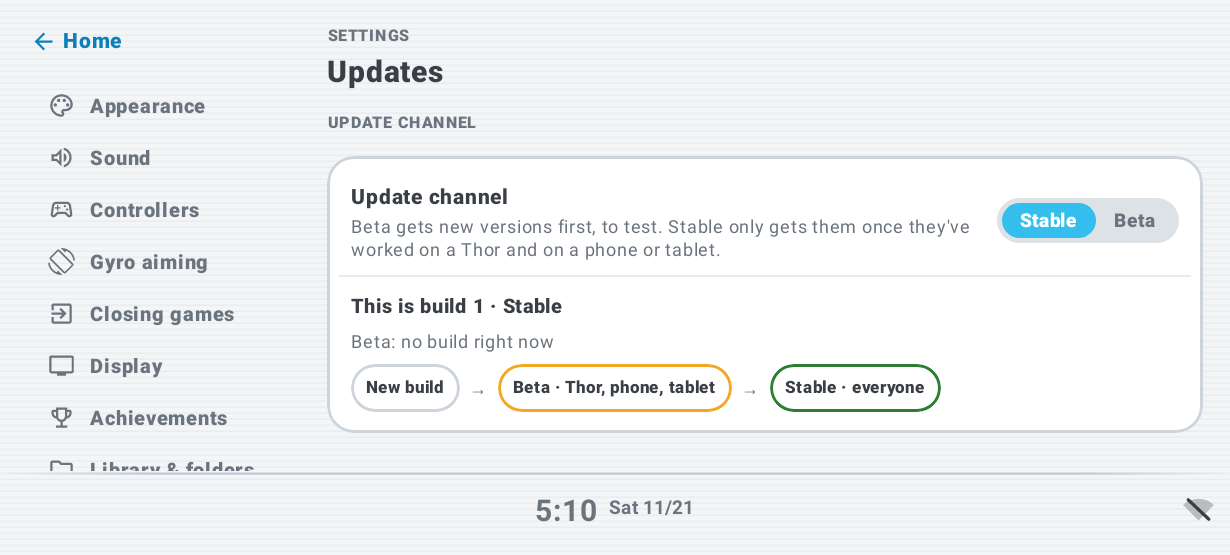 Home
Appearance
Sound
Controllers
Gyro aiming
Closing games
Display
Achievements
Library & folders
SETTINGS
Updates
UPDATE CHANNEL
Update channel
Beta gets new versions first, to test. Stable only gets them once they've
worked on a Thor and on a phone or tablet.
Stable Beta
This is build 1 · Stable
Beta: no build right now
New build → Beta · Thor, phone, tablet → Stable · everyone
5:10 Sat 11/21